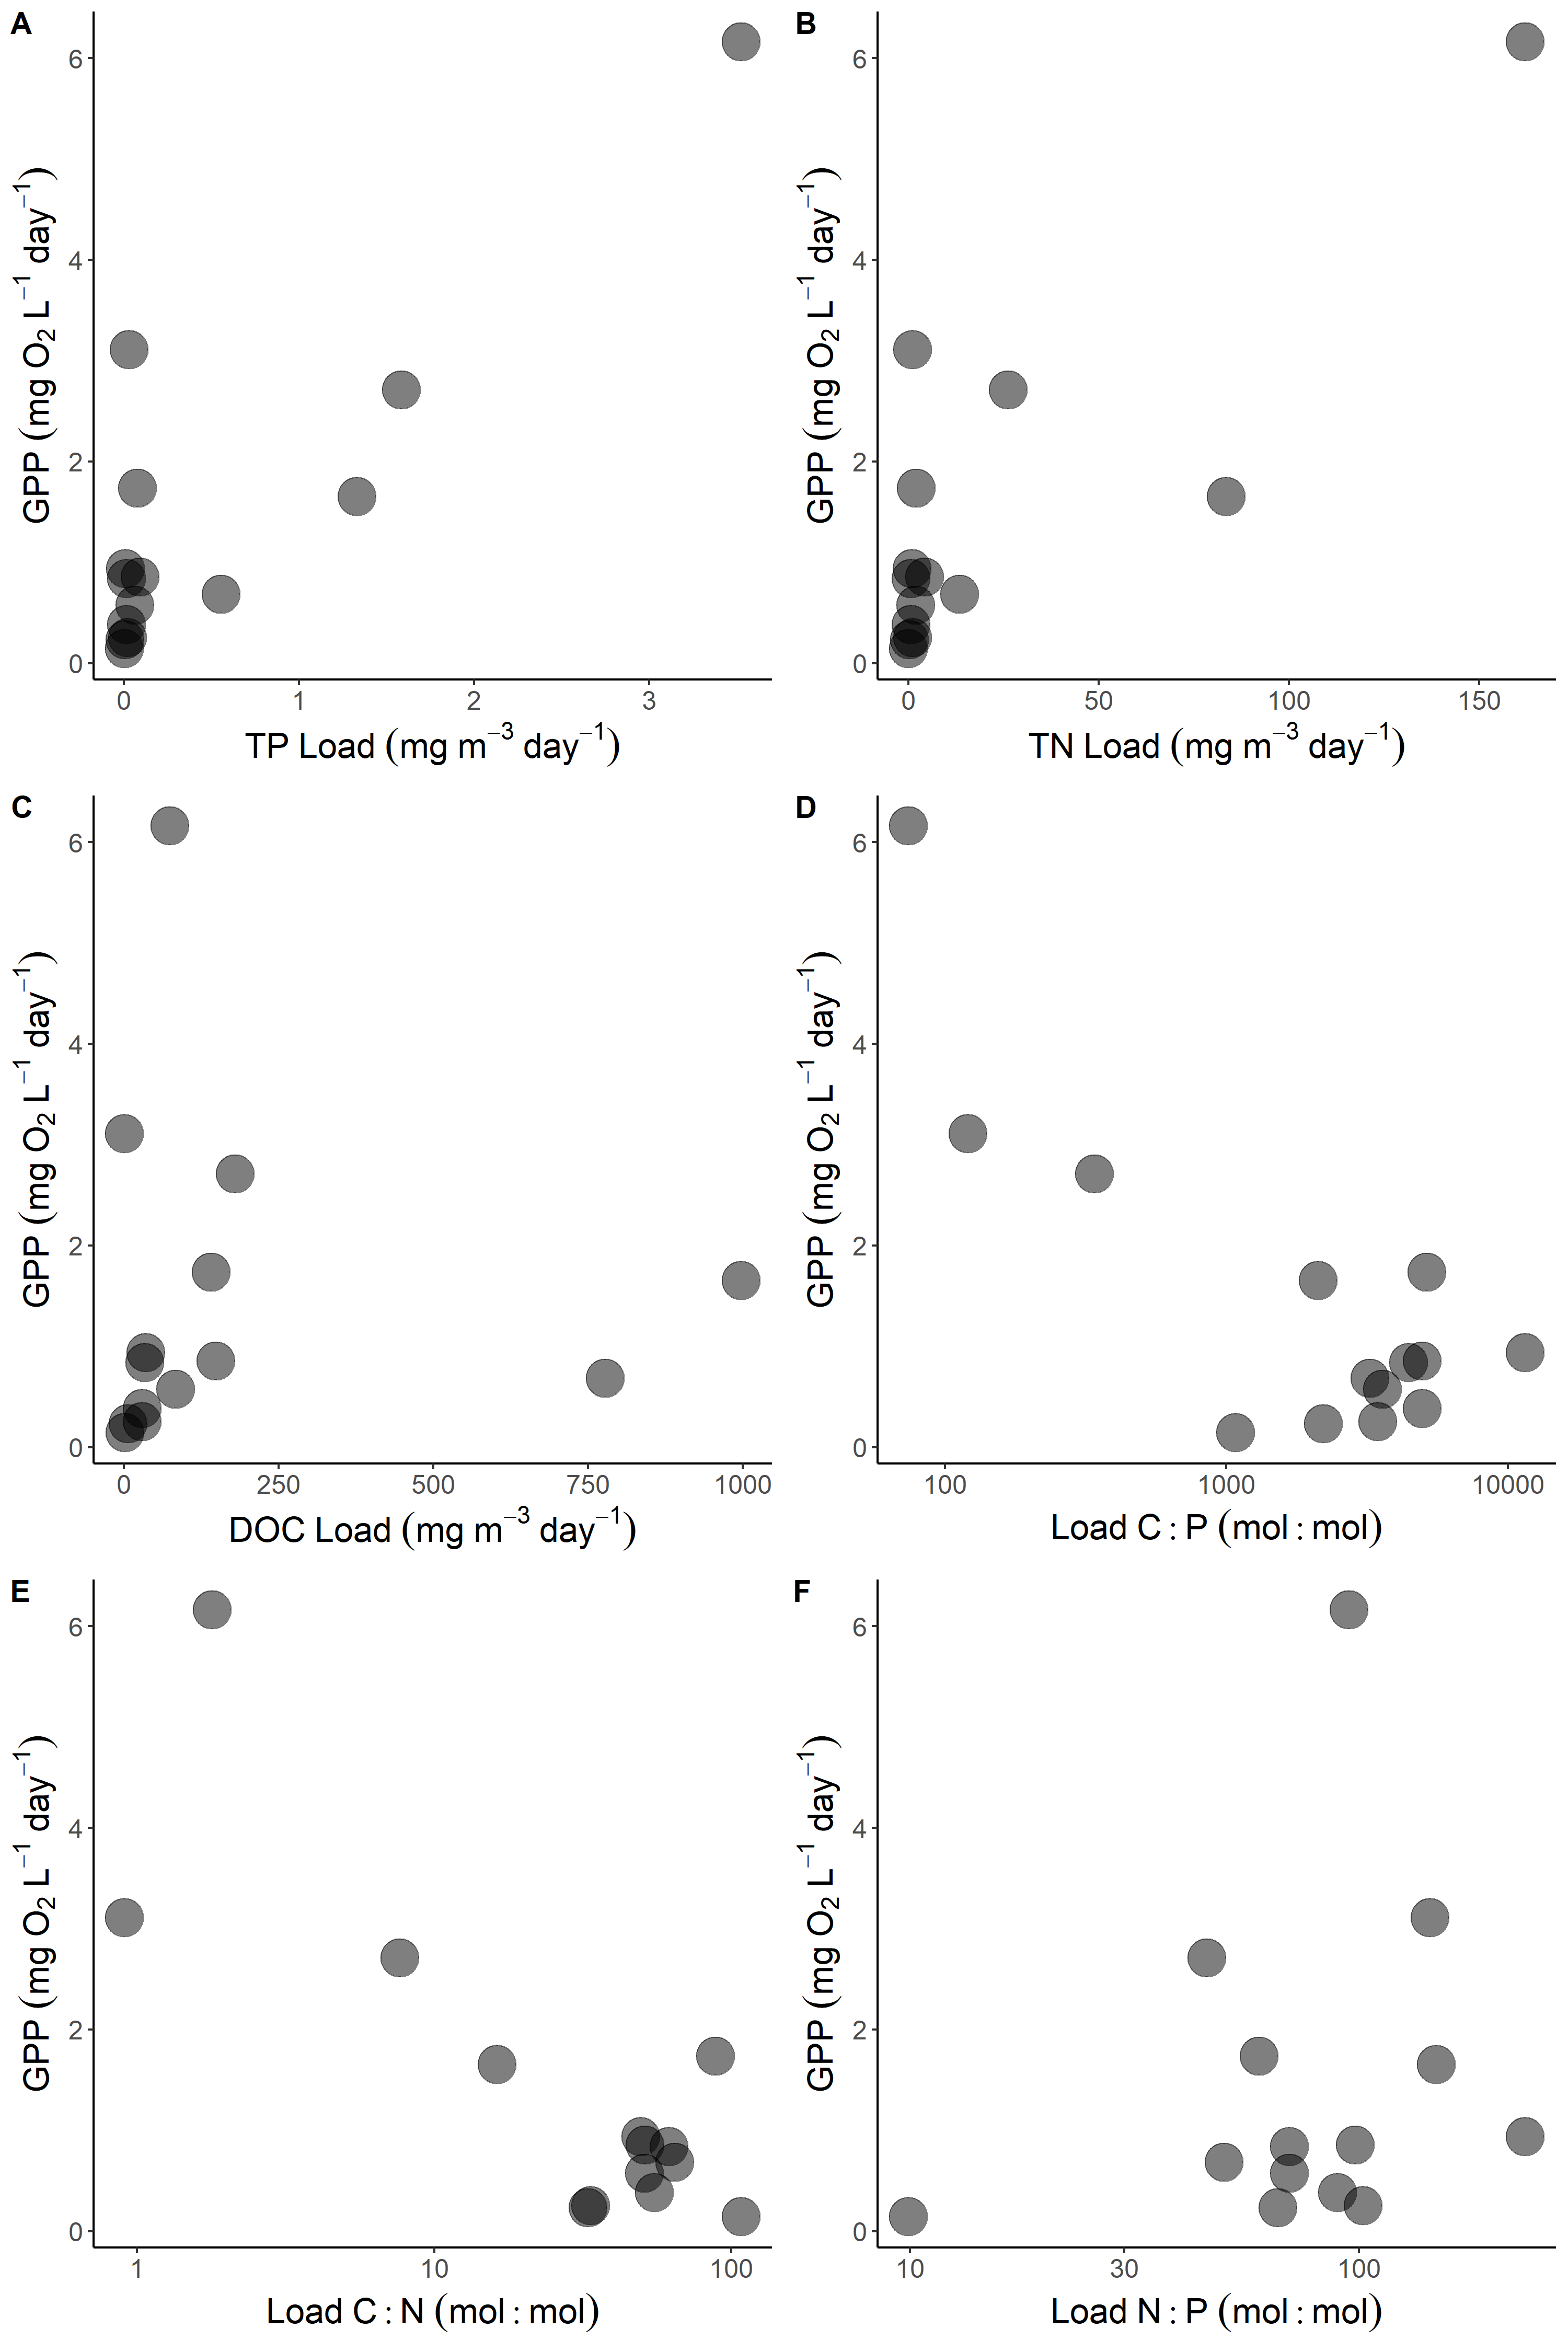 A
GPP (mg O₂ L⁻¹ day⁻¹)
6
4
2
0
0 1 2 3
TP Load (mg m⁻³ day⁻¹)
B
GPP (mg O₂ L⁻¹ day⁻¹)
6
4
2
0
0 50 100 150
TN Load (mg m⁻³ day⁻¹)
C
GPP (mg O₂ L⁻¹ day⁻¹)
6
4
2
0
0 250 500 750 1000
DOC Load (mg m⁻³ day⁻¹)
D
GPP (mg O₂ L⁻¹ day⁻¹)
6
4
2
0
100 1000 10000
Load C : P (mol : mol)
E
GPP (mg O₂ L⁻¹ day⁻¹)
6
4
2
0
1 10 100
Load C : N (mol : mol)
F
GPP (mg O₂ L⁻¹ day⁻¹)
6
4
2
0
10 30 100
Load N : P (mol : mol)